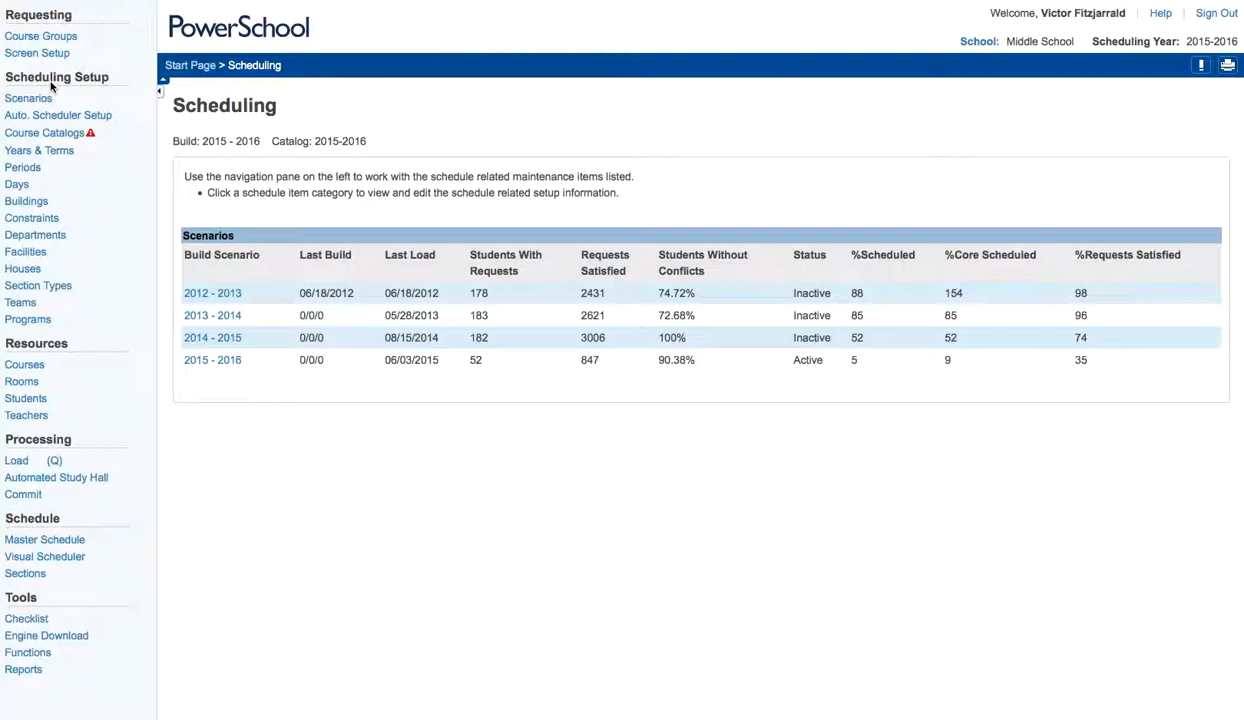 Requesting
Course Groups
Screen Setup
Scheduling Setup
Scenarios
Auto. Scheduler Setup
Course Catalogs
Years & Terms
Periods
Days
Buildings
Constraints
Departments
Facilities
Houses
Section Types
Teams
Programs
Resources
Courses
Rooms
Students
Teachers
Processing
Load (Q)
Automated Study Hall
Commit
Schedule
Master Schedule
Visual Scheduler
Sections
Tools
Checklist
Engine Download
Functions
Reports
PowerSchool
Welcome, Victor Fitzjarrald Help Sign Out
School: Middle School Scheduling Year: 2015-2016
Start Page > Scheduling
Scheduling
Build: 2015 - 2016 Catalog: 2015-2016
Use the navigation pane on the left to work with the schedule related maintenance items listed.
• Click a schedule item category to view and edit the schedule related setup information.
Scenarios
Build Scenario Last Build Last Load Students With Requests Requests Satisfied Students Without Conflicts Status %Scheduled %Core Scheduled %Requests Satisfied
2012 - 2013 06/18/2012 06/18/2012 178 2431 74.72% Inactive 88 154 98
2013 - 2014 0/0/0 05/28/2013 183 2621 72.68% Inactive 85 85 96
2014 - 2015 0/0/0 08/15/2014 182 3006 100% Inactive 52 52 74
2015 - 2016 0/0/0 06/03/2015 52 847 90.38% Active 5 9 35